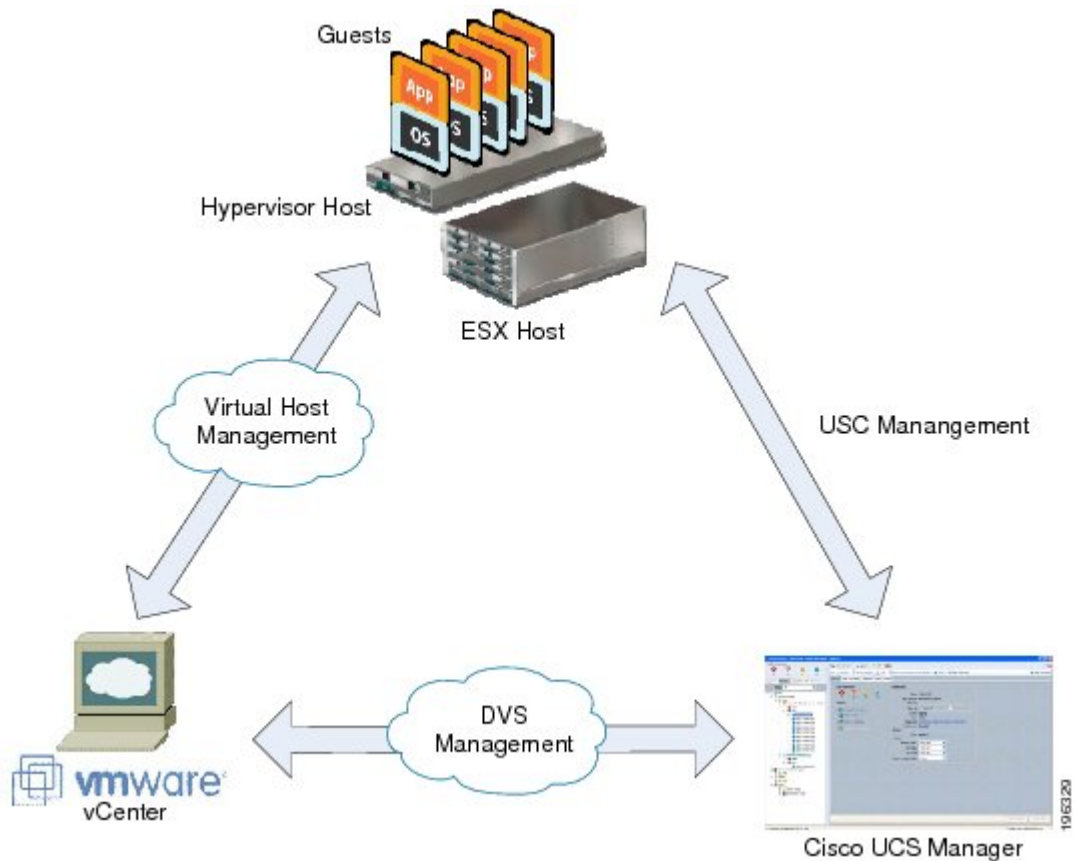 Guests
App
OS
Hypervisor Host
ESX Host
Virtual Host
Management
USC Manangement
DVS
Management
vmware
vCenter
196329
Cisco UCS Manager